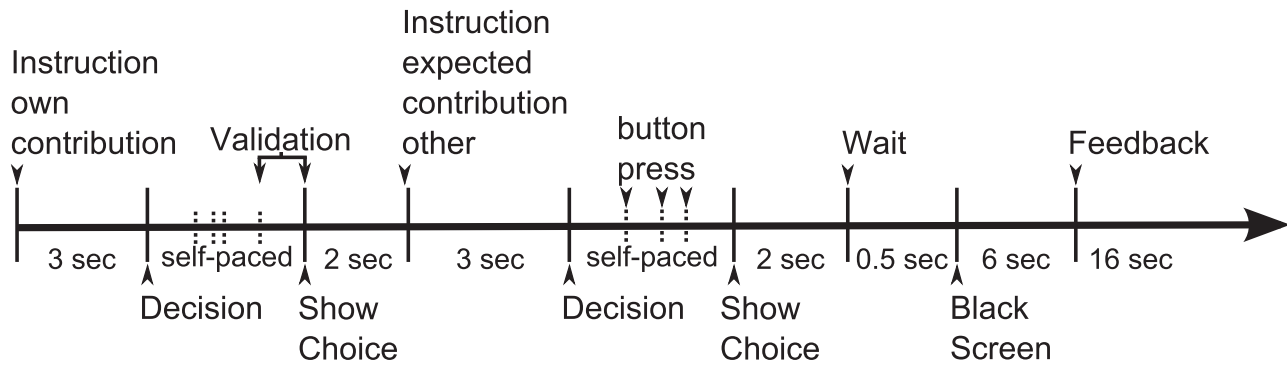 Instruction
own
contribution
Validation
Instruction
expected
contribution
other
button
press
Wait
Feedback
3 sec
self-paced
2 sec
3 sec
self-paced
2 sec
0.5 sec
6 sec
16 sec
Decision
Show
Choice
Decision
Show
Choice
Black
Screen